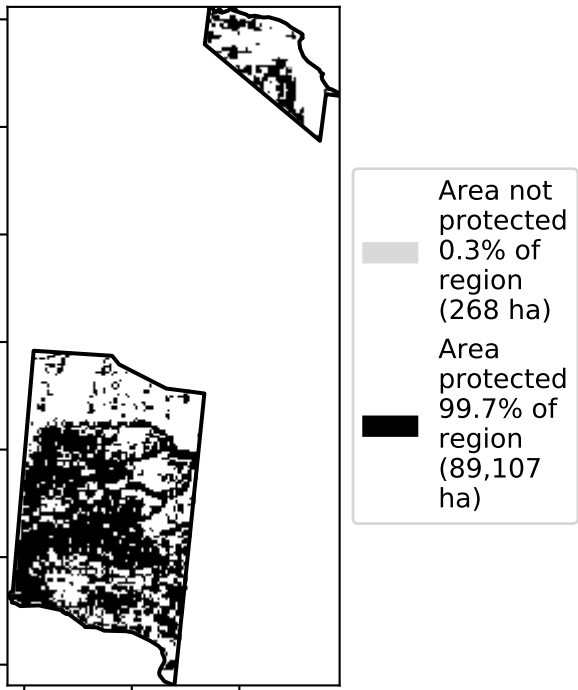 Area not
protected
0.3% of
region
(268 ha)
Area
protected
99.7% of
region
(89,107
ha)